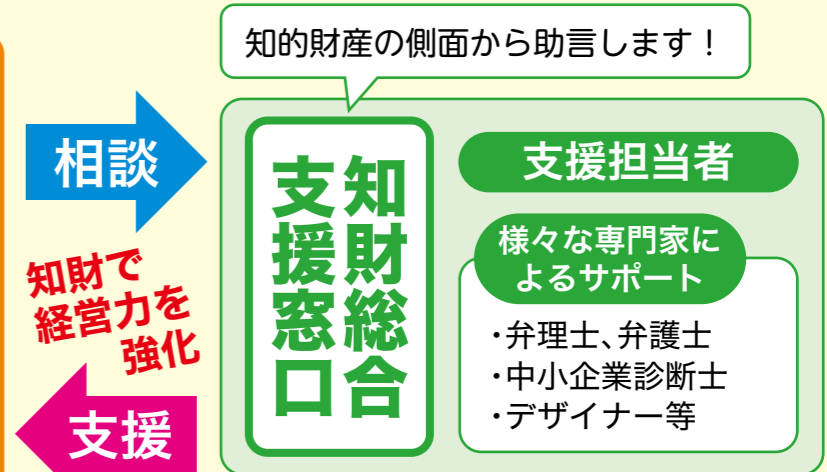 知的財産の側面から助言します！
相談
知財で
経営力を
強化
支援
知財総合
支援窓口
支援担当者
様々な専門家に
よるサポート
・弁理士、弁護士
・中小企業診断士
・デザイナー等